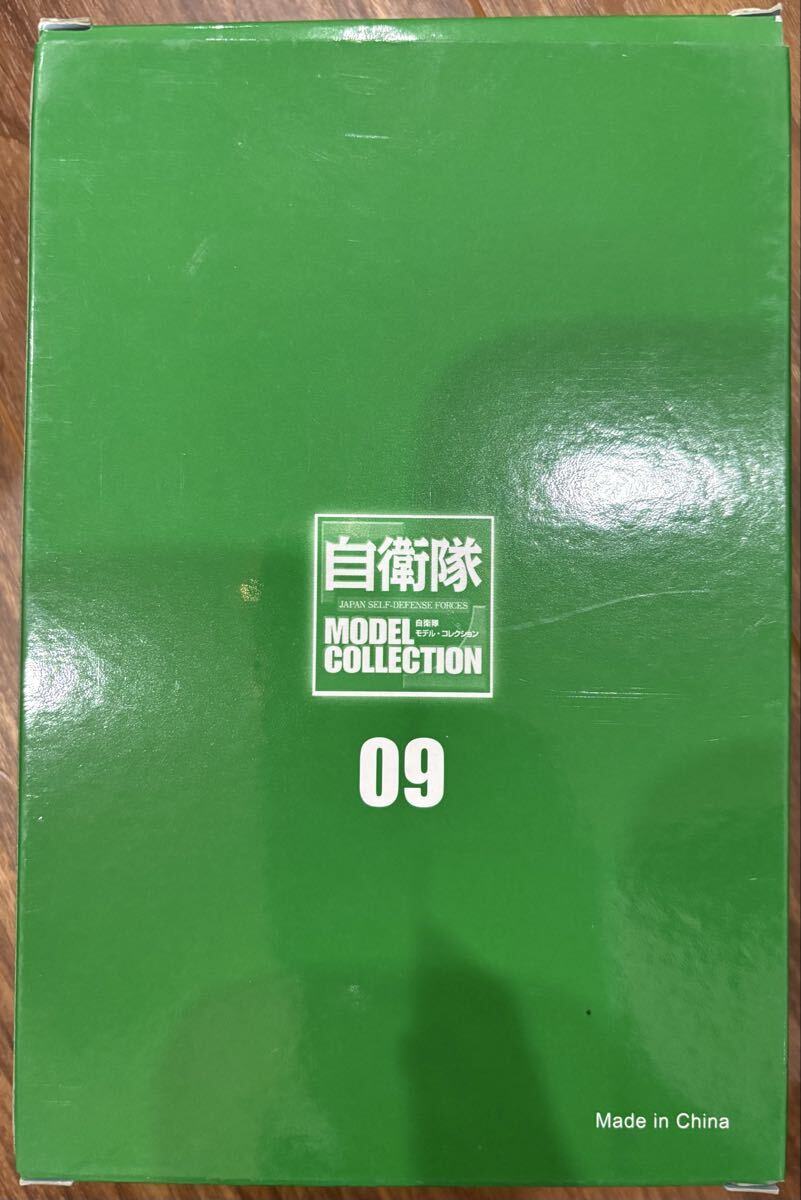 自衛隊
JAPAN SELF-DEFENSE FORCES
MODEL 自衛隊
モデル・コレクション
COLLECTION
09
Made in China